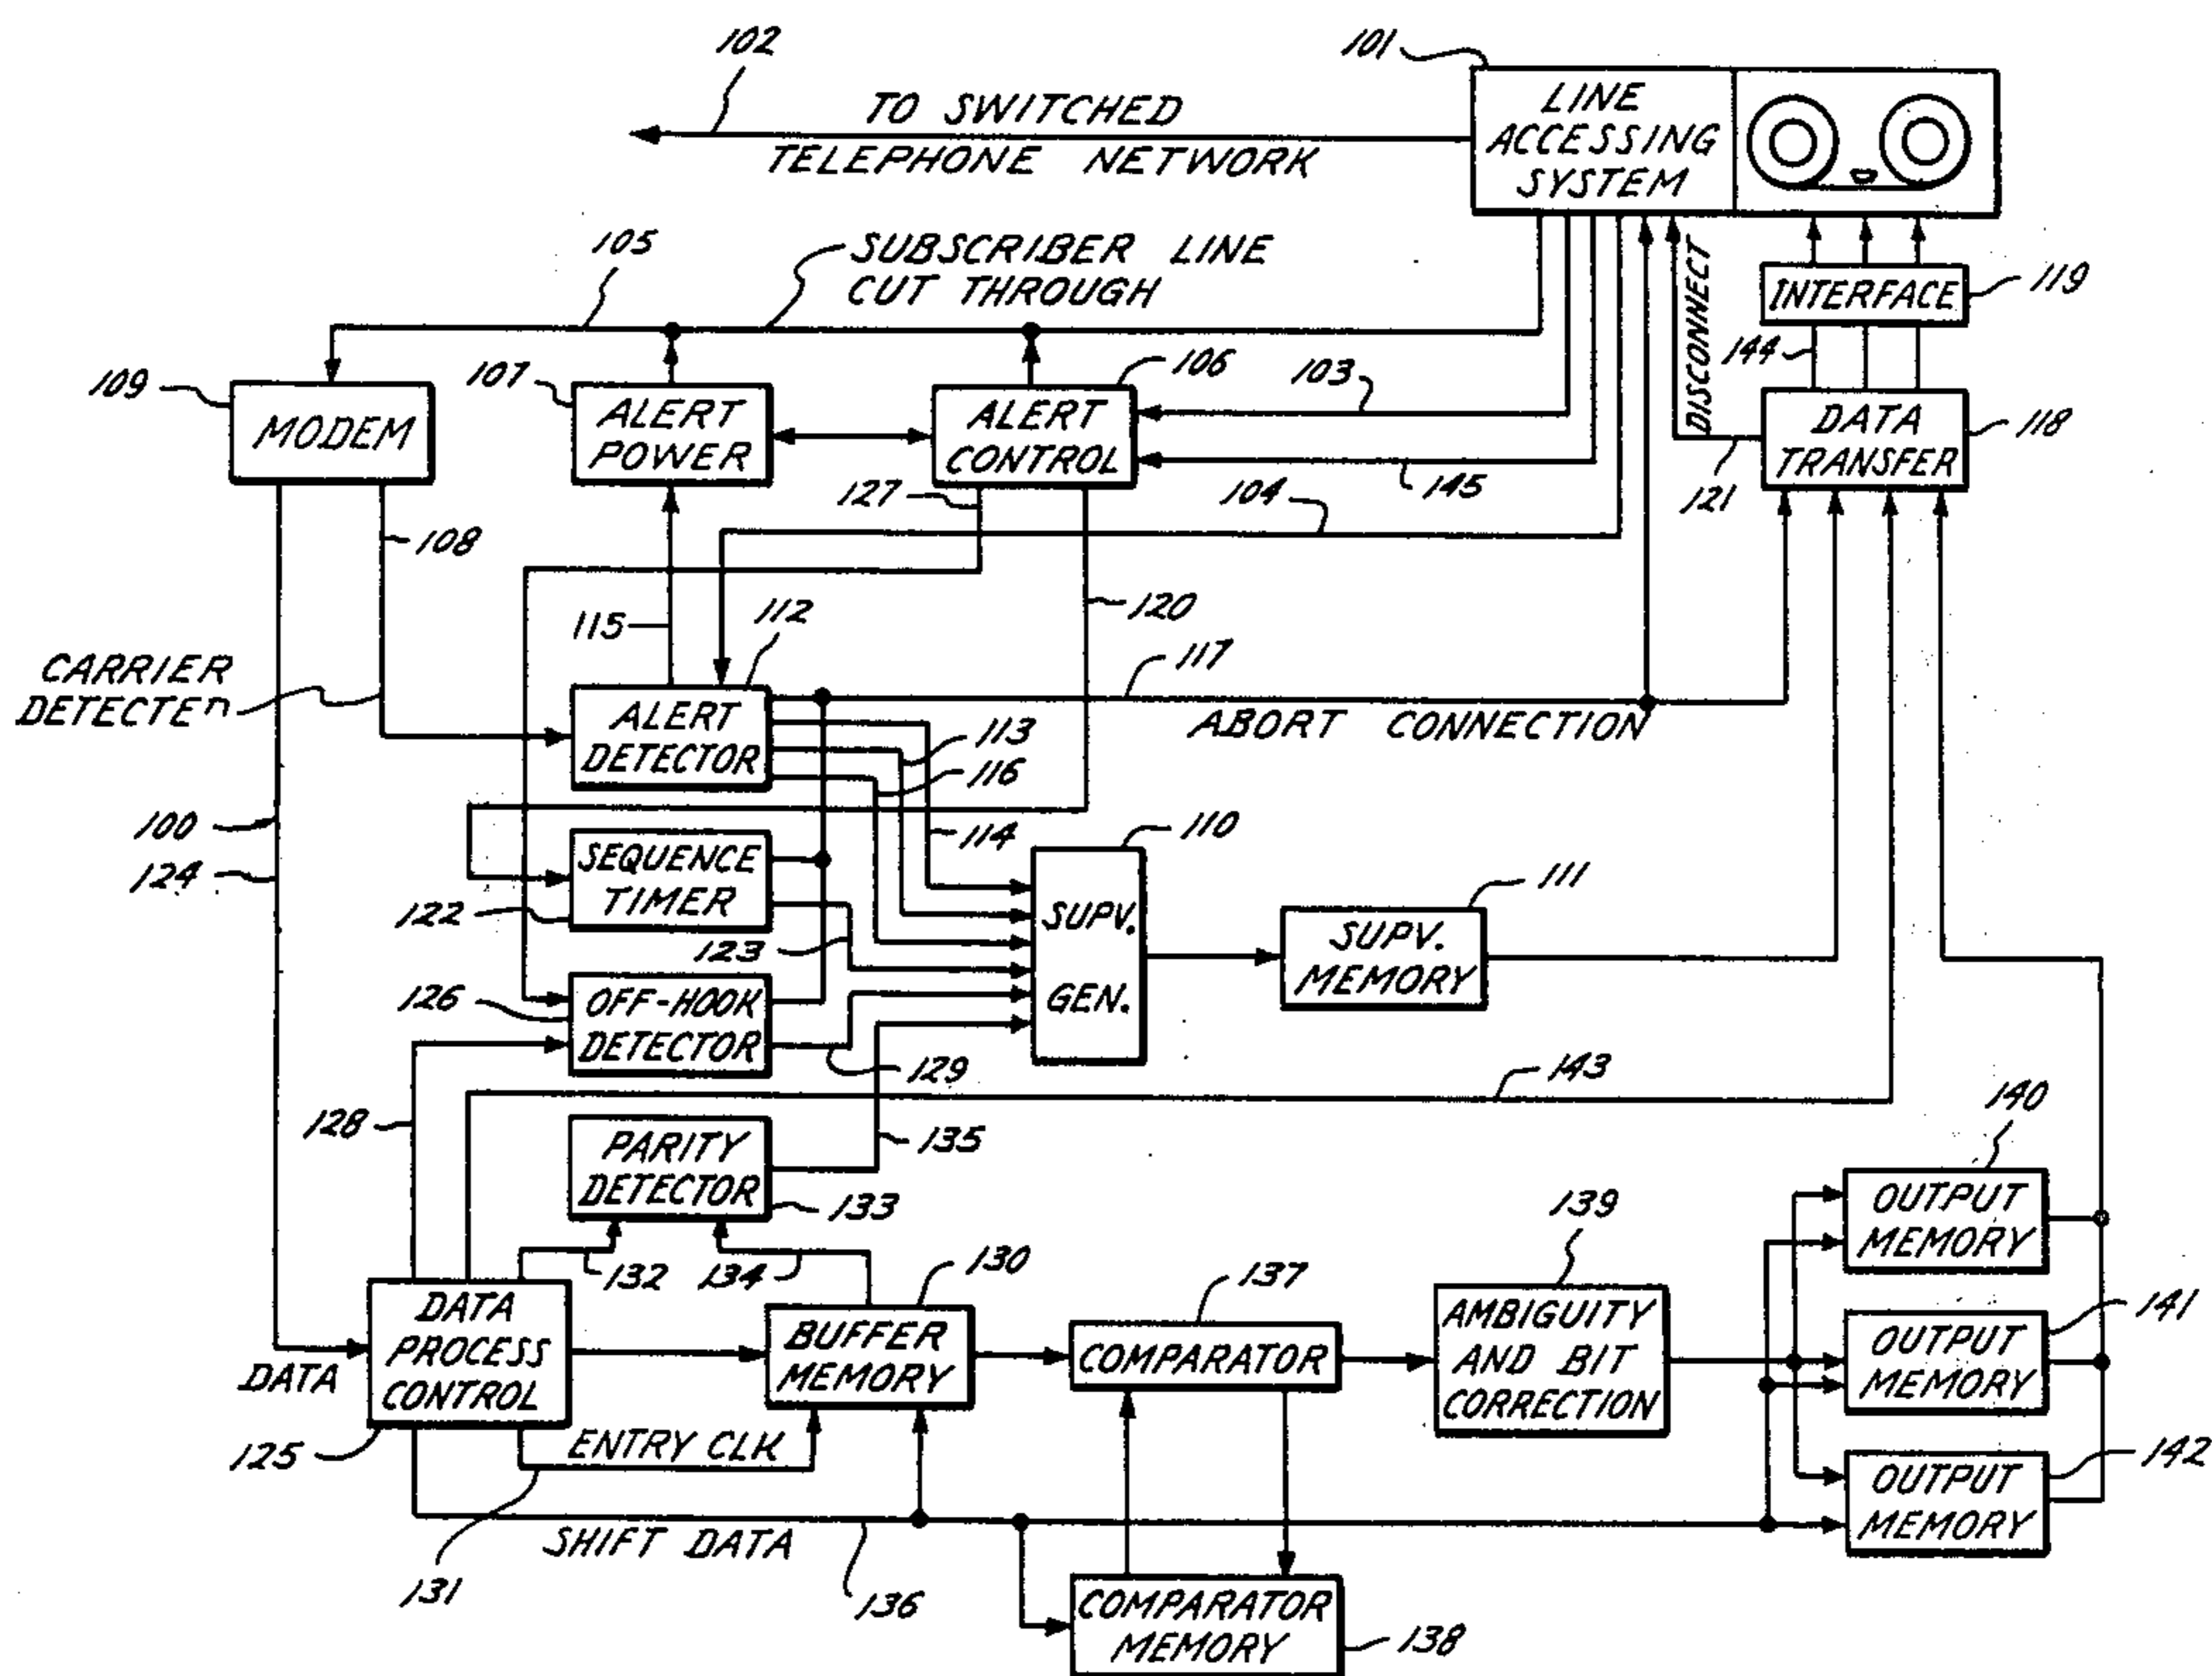 102
101
TO SWITCHED
TELEPHONE NETWORK
LINE
ACCESSING
SYSTEM
105
SUBSCRIBER LINE
CUT THROUGH
DISCONNECT
INTERFACE
119
144
109
MODEM
107
ALERT
POWER
106
ALERT
CONTROL
103
145
DATA
TRANSFER
118
121
127
104
108
120
115
112
117
CARRIER
DETECTED
ALERT
DETECTOR
ABORT CONNECTION
113
116
114
100
124
SEQUENCE
TIMER
122
123
110
SUPV.
GEN.
111
SUPV.
MEMORY
126
OFF-HOOK
DETECTOR
129
143
128
PARITY
DETECTOR
133
135
140
OUTPUT
MEMORY
132
134
130
137
139
DATA
PROCESS
CONTROL
DATA
125
BUFFER
MEMORY
COMPARATOR
AMBIGUITY
AND BIT
CORRECTION
141
OUTPUT
MEMORY
ENTRY CLK
131
142
OUTPUT
MEMORY
SHIFT DATA
136
COMPARATOR
MEMORY
138